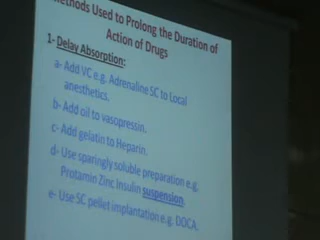 Methods Used to Prolong the Duration of
Action of Drugs
1- Delay Absorption:
a- Add VC e.g. Adrenaline SC to Local
anesthetics.
b- Add oil to vasopressin.
c- Add gelatin to Heparin.
d- Use sparingly soluble preparation e.g.
Protamin Zinc Insulin suspension.
e- Use SC pellet implantation e.g. DOCA.